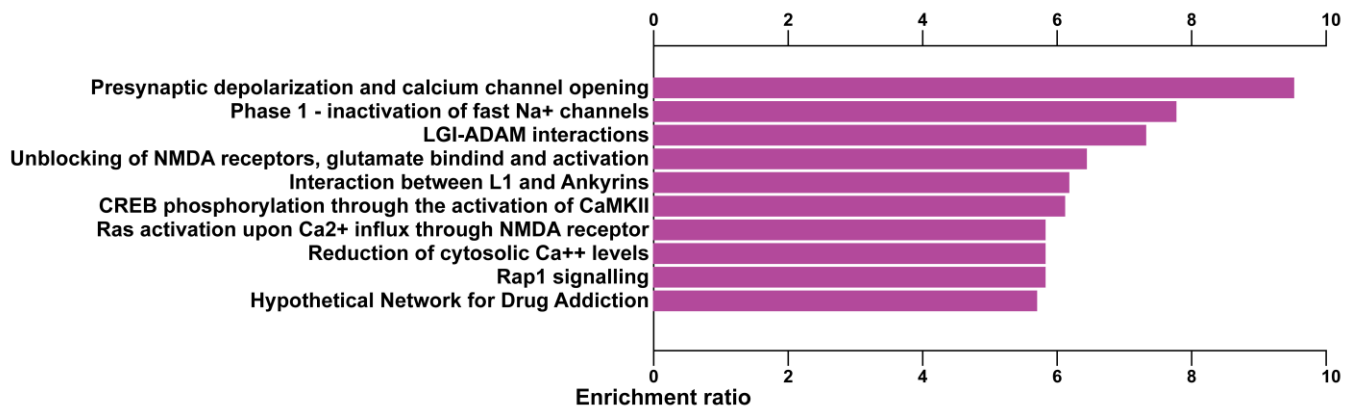 0 2 4 6 8 10
Presynaptic depolarization and calcium channel opening
Phase 1 - inactivation of fast Na+ channels
LGI-ADAM interactions
Unblocking of NMDA receptors, glutamate bindind and activation
Interaction between L1 and Ankyrins
CREB phosphorylation through the activation of CaMKII
Ras activation upon Ca2+ influx through NMDA receptor
Reduction of cytosolic Ca++ levels
Rap1 signalling
Hypothetical Network for Drug Addiction
0 2 4 6 8 10
Enrichment ratio